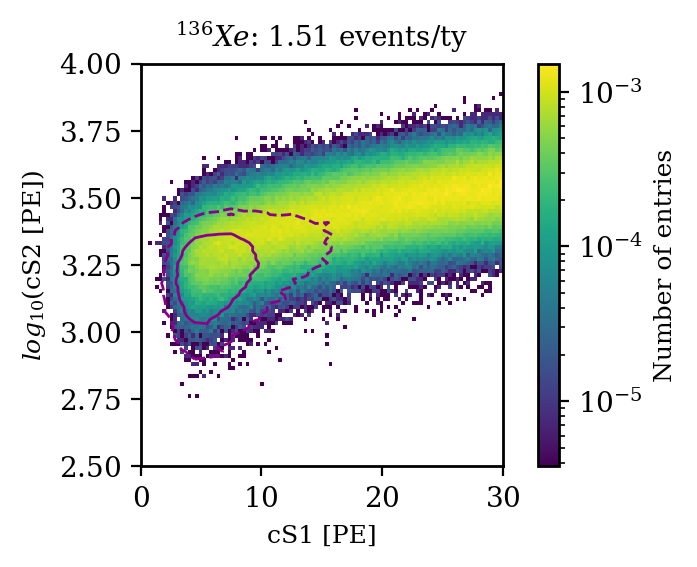 ¹³⁶Xe: 1.51 events/ty
4.00
3.75
3.50
3.25
3.00
2.75
2.50
log₁₀(cS2 [PE])
0 10 20 30
cS1 [PE]
10⁻³
10⁻⁴
10⁻⁵
Number of entries